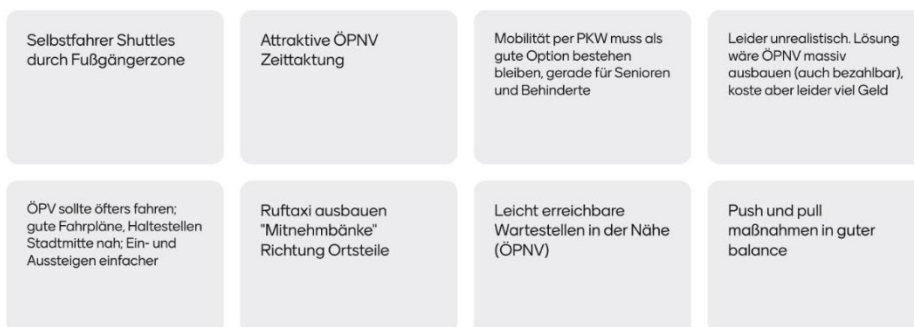 Selbstfahrer Shuttles
durch Fußgängerzone
Attraktive ÖPNV
Zeittaktung
Mobilität per PKW muss als
gute Option bestehen
bleiben, gerade für Senioren
und Behinderte
Leider unrealistisch. Lösung
wäre ÖPNV massiv
ausbauen (auch bezahlbar),
koste aber leider viel Geld
ÖPV sollte öfters fahren;
gute Fahrpläne, Haltestellen
Stadtmitte nah; Ein- und
Aussteigen einfacher
Ruftaxi ausbauen
"Mitnehmbänke"
Richtung Ortsteile
Leicht erreichbare
Wartestellen in der Nähe
(ÖPNV)
Push und pull
maßnahmen in guter
balance